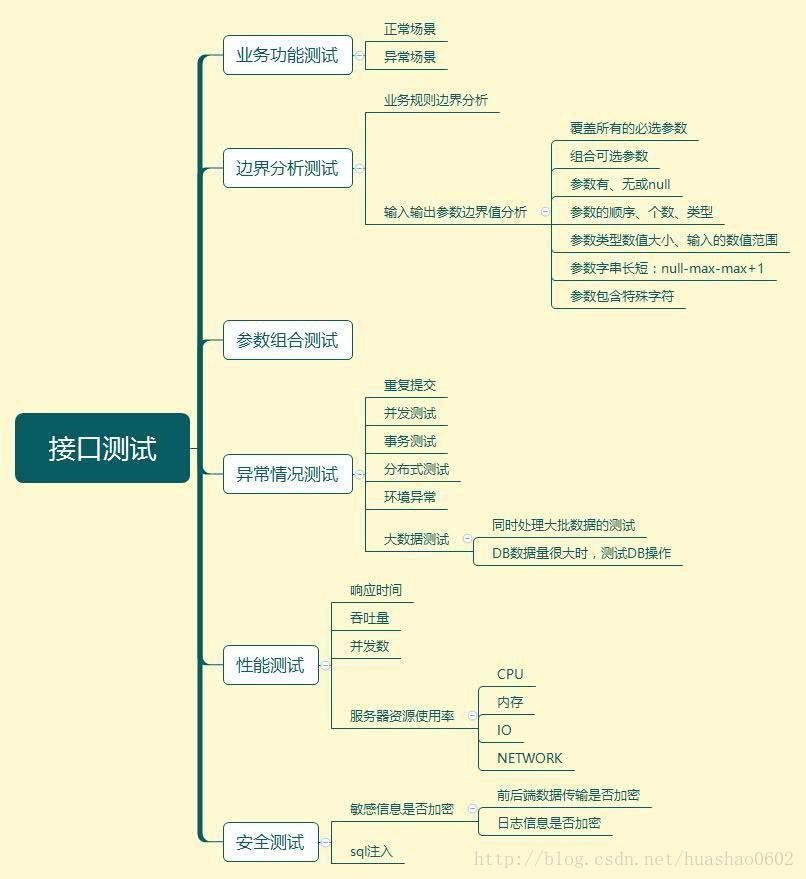 接口测试
业务功能测试
正常场景
异常场景
边界分析测试
业务规则边界分析
输入输出参数边界值分析
覆盖所有的必选参数
组合可选参数
参数有、无或null
参数的顺序、个数、类型
参数类型数值大小、输入的数值范围
参数字串长短：null-max-max+1
参数包含特殊字符
参数组合测试
异常情况测试
重复提交
并发测试
事务测试
分布式测试
环境异常
大数据测试
同时处理大批数据的测试
DB数据量很大时，测试DB操作
性能测试
响应时间
吞吐量
并发数
服务器资源使用率
CPU
内存
IO
NETWORK
安全测试
敏感信息是否加密
前后端数据传输是否加密
日志信息是否加密
sql注入
http://blog.csdn.net/huashao0602